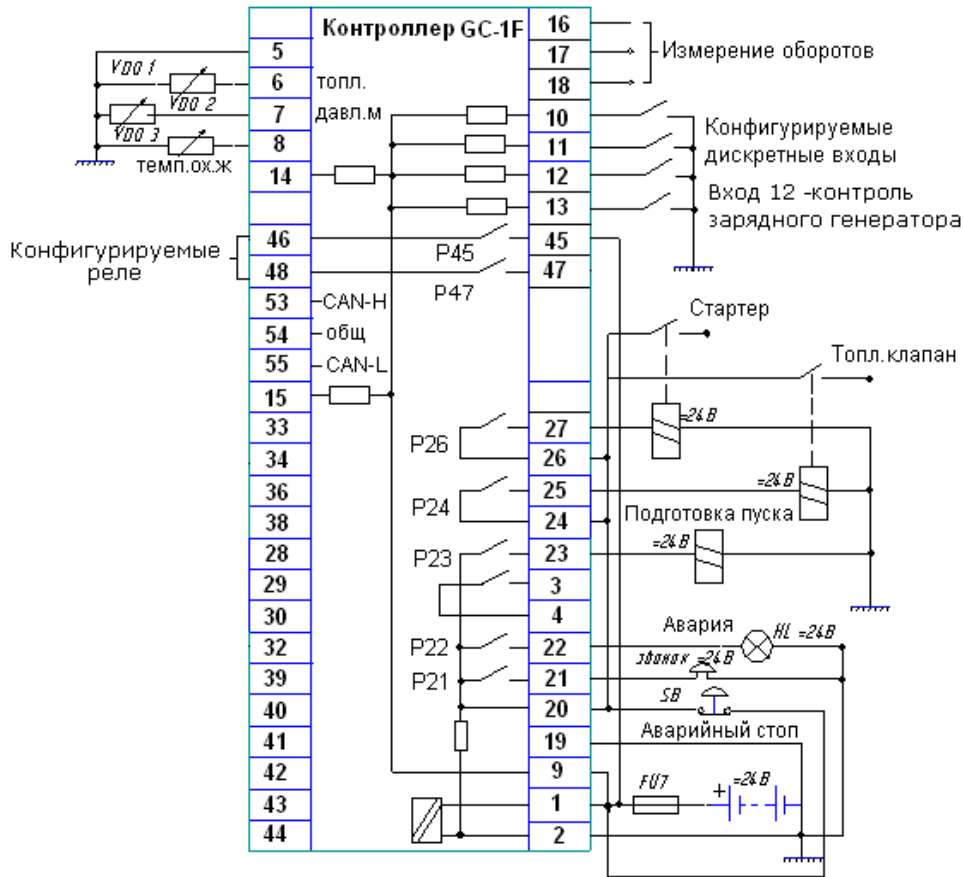 Контроллер GC-1F
16
5
17
Измерение оборотов
VDO 1
6
топл.
18
VDO 2
7
давл.м
10
Конфигурируемые
дискретные входы
VDO 3
8
11
темп.ох.ж
14
12
Вход 12 -контроль
зарядного генератора
13
Конфигурируемые
реле
46
P45
45
48
P47
47
53
CAN-H
54
общ
Стартер
55
CAN-L
Топл.клапан
15
=24В
33
P26
27
34
26
36
P24
25
=24В
38
24
Подготовка пуска
28
P23
23
=24В
29
3
30
4
Авария
HL =24В
32
P22
22
звонок =24В
39
P21
21
SB
40
20
Аварийный стоп
41
19
42
9
FU7
=24В
+
43
1
44
2